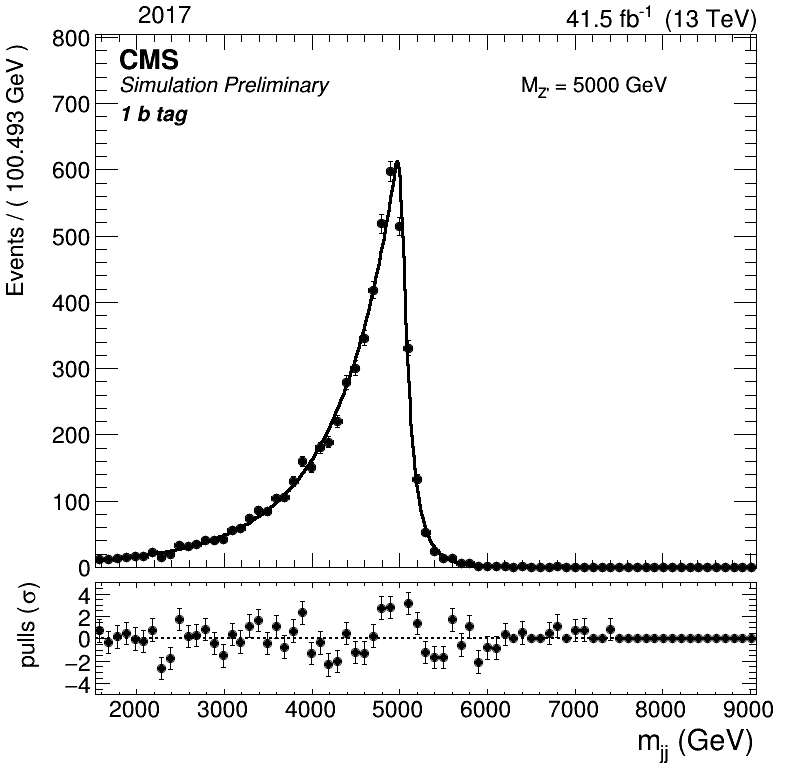 2017
41.5 fb-1 (13 TeV)
CMS
Simulation Preliminary
1 b tag
MZ' = 5000 GeV
Events / ( 100.493 GeV )
800
700
600
500
400
300
200
100
0
pulls (σ)
4
2
0
−2
−4
2000 3000 4000 5000 6000 7000 8000 9000
mjj (GeV)